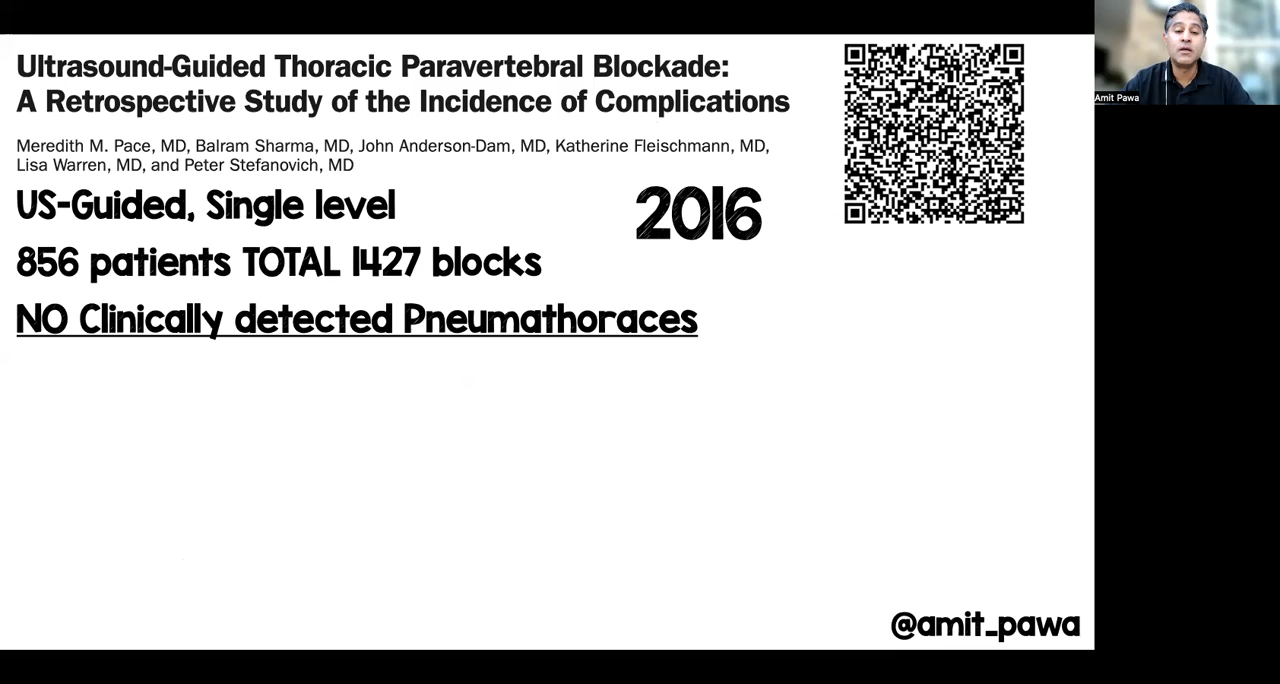 Ultrasound-Guided Thoracic Paravertebral Blockade:
A Retrospective Study of the Incidence of Complications
Meredith M. Pace, MD, Balram Sharma, MD, John Anderson-Dam, MD, Katherine Fleischmann, MD,
Lisa Warren, MD, and Peter Stefanovich, MD
US-Guided, Single level
2016
856 patients TOTAL 1427 blocks
NO Clinically detected Pneumathoraces
@amit_pawa
Amit Pawa